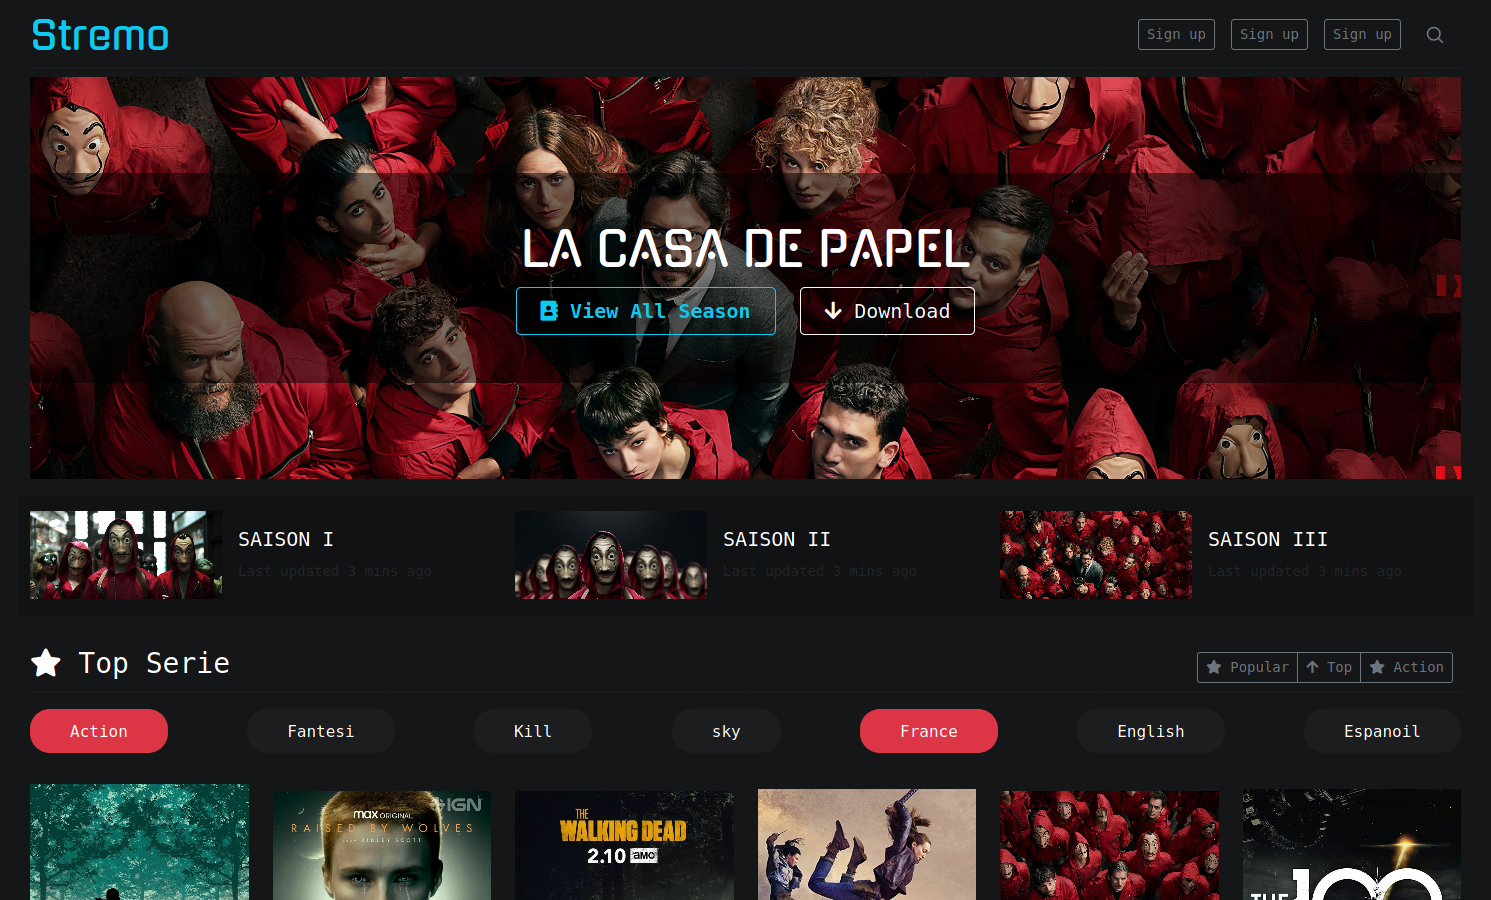 Stremo
Sign up
Sign up
Sign up
LA CASA DE PAPEL
View All Season
Download
SAISON I
Last updated 3 mins ago
SAISON II
Last updated 3 mins ago
SAISON III
Last updated 3 mins ago
Top Serie
Popular
Top
Action
Action
Fantesi
Kill
sky
France
English
Espanoil
IGN
max ORIGINAL
RAISED BY WOLVES
RIDLEY SCOTT
THE
WALKING DEAD
2.10 amc
THE 100